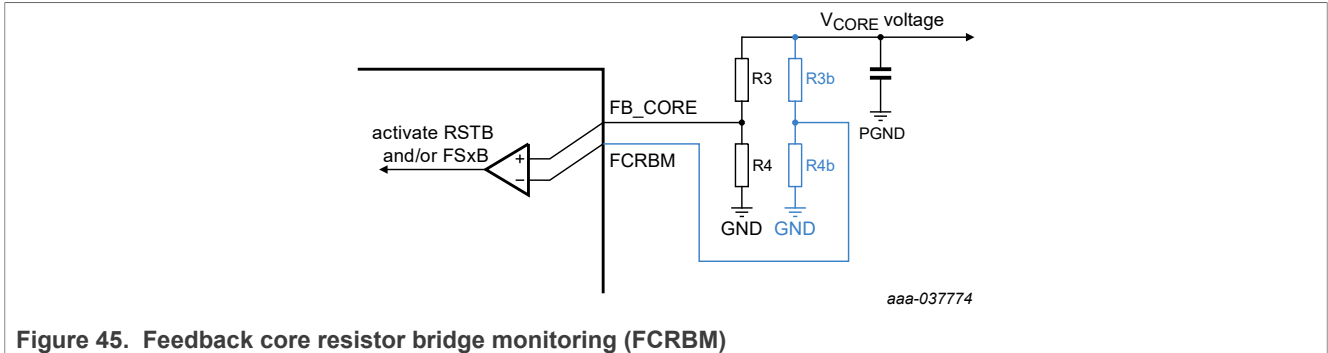 VCORE voltage
R3
R3b
FB_CORE
PGND
activate RSTB
and/or FSxB
+
−
FCRBM
R4
R4b
GND
GND
aaa-037774
Figure 45. Feedback core resistor bridge monitoring (FCRBM)